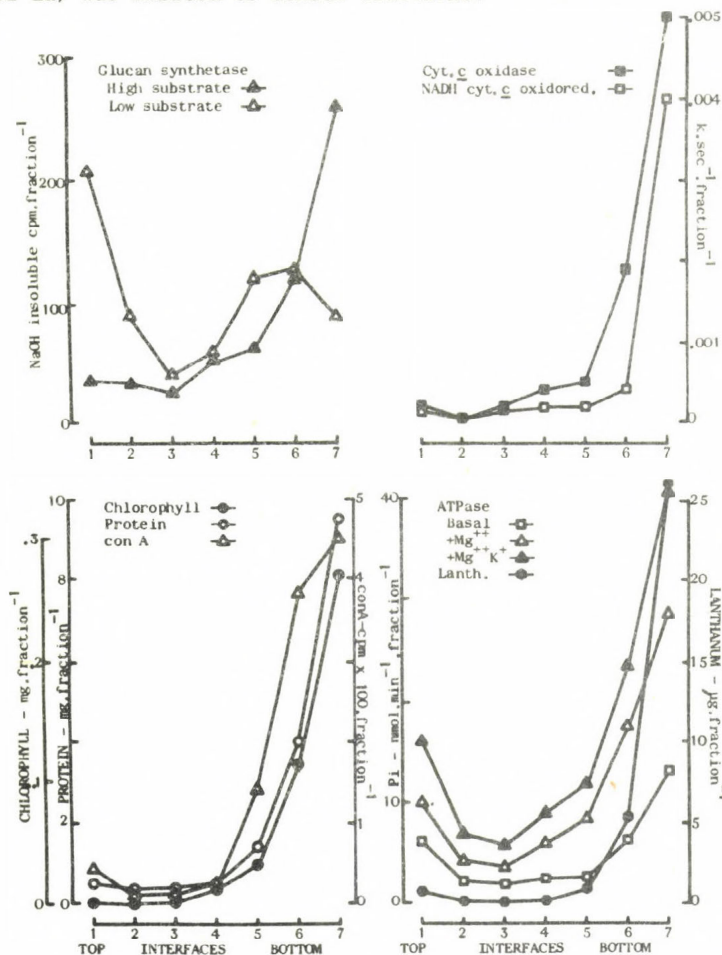 300
200
100
0
NaOH insoluble cpm.fraction⁻¹
Glucan synthetase
High substrate
Low substrate
1 2 3 4 5 6 7
Cyt.c oxidase
NADH cyt.c oxidored.
.005
.004
.001
0
k.sec⁻¹.fraction⁻¹
1 2 3 4 5 6 7
CHLOROPHYLL - mg.fraction⁻¹
.3
.2
.1
0
PROTEIN - mg.fraction⁻¹
10
8
2
0
Chlorophyll
Protein
con A
5
4
1
0
conA-cpm x 100.fraction⁻¹
1 2 3 4 5 6 7
TOP INTERFACES BOTTOM
Pi - nmol.min⁻¹.fraction⁻¹
40
10
0
ATPase
Basal
+Mg⁺⁺
+Mg⁺⁺K⁺
Lanth.
25
20
15
10
5
0
LANTHANUM - µg.fraction⁻¹
1 2 3 4 5 6 7
TOP INTERFACES BOTTOM